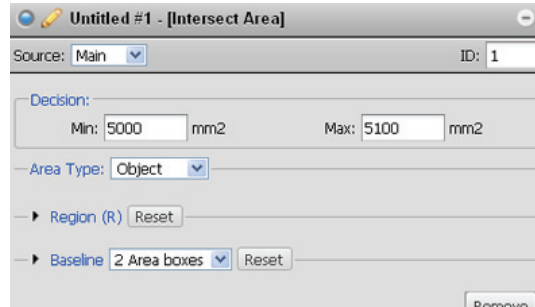 Untitled #1 - [Intersect Area]
Source: Main ID: 1
Decision:
Min: 5000 mm2 Max: 5100 mm2
Area Type: Object
Region (R) Reset
Baseline 2 Area boxes Reset
Remove